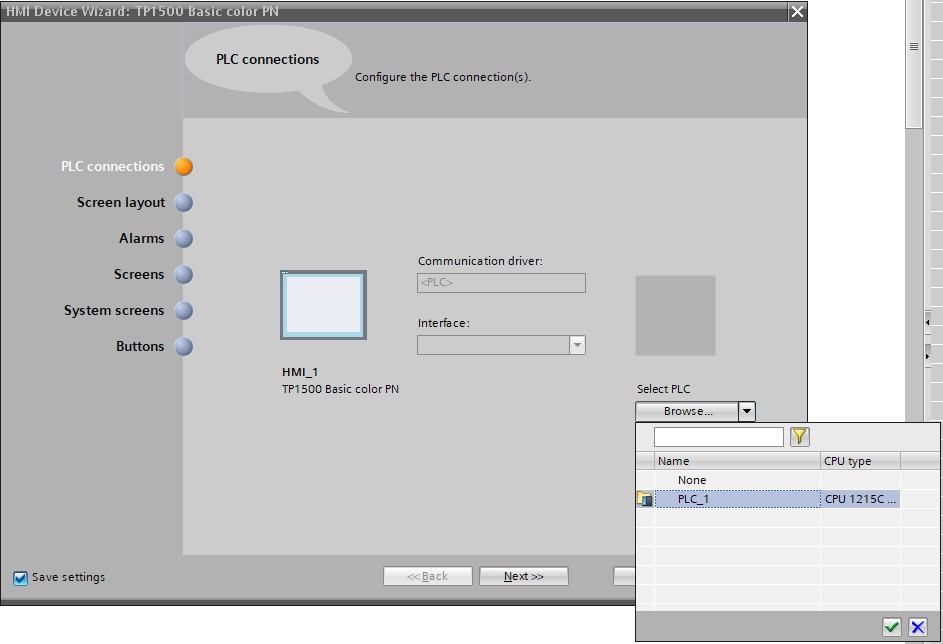 HMI Device Wizard: TP1500 Basic color PN
PLC connections
Configure the PLC connection(s).
PLC connections
Screen layout
Alarms
Screens
System screens
Buttons
Communication driver:
<PLC>
Interface:
HMI_1
TP1500 Basic color PN
Select PLC
Browse...
Name CPU type
None
PLC_1 CPU 1215C ...
Save settings
<< Back Next >>